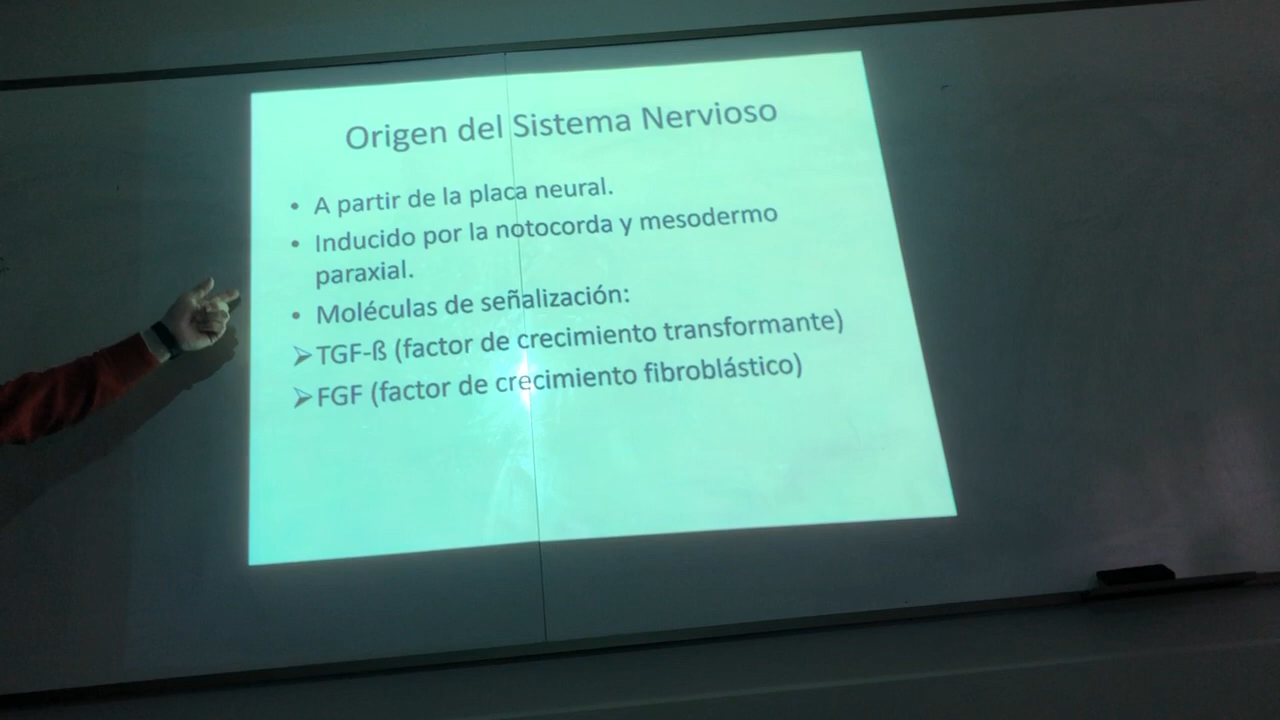 Origen del Sistema Nervioso
• A partir de la placa neural.
• Inducido por la notocorda y mesodermo
paraxial.
• Moléculas de señalización:
➢TGF-ß (factor de crecimiento transformante)
➢FGF (factor de crecimiento fibroblástico)